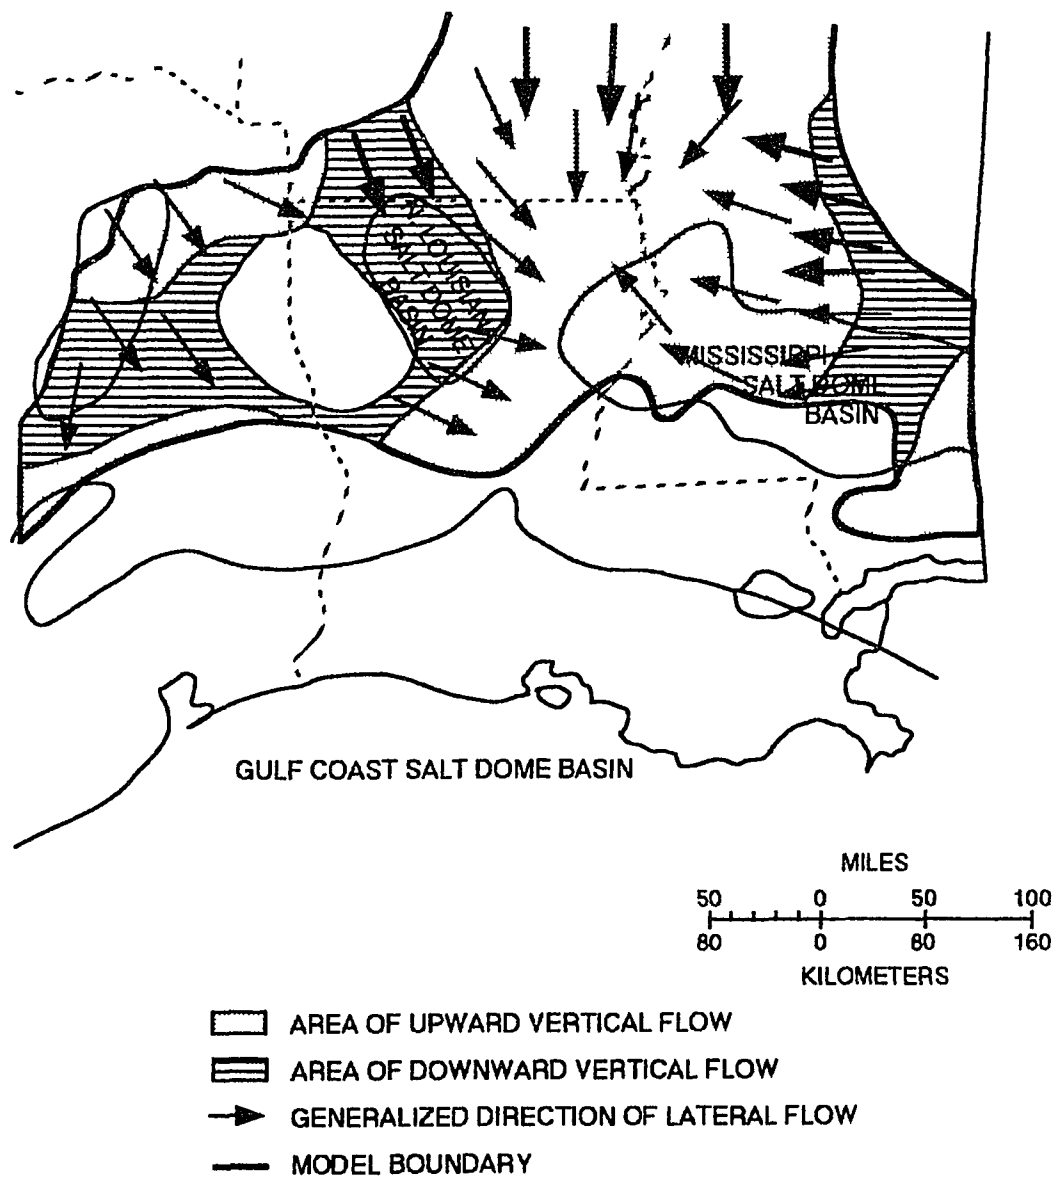 N. LOUISIANA
SALT DOME
BASIN
MISSISSIPPI
SALT DOME
BASIN
GULF COAST SALT DOME BASIN
MILES
50 0 50 100
80 0 80 160
KILOMETERS
AREA OF UPWARD VERTICAL FLOW
AREA OF DOWNWARD VERTICAL FLOW
GENERALIZED DIRECTION OF LATERAL FLOW
MODEL BOUNDARY